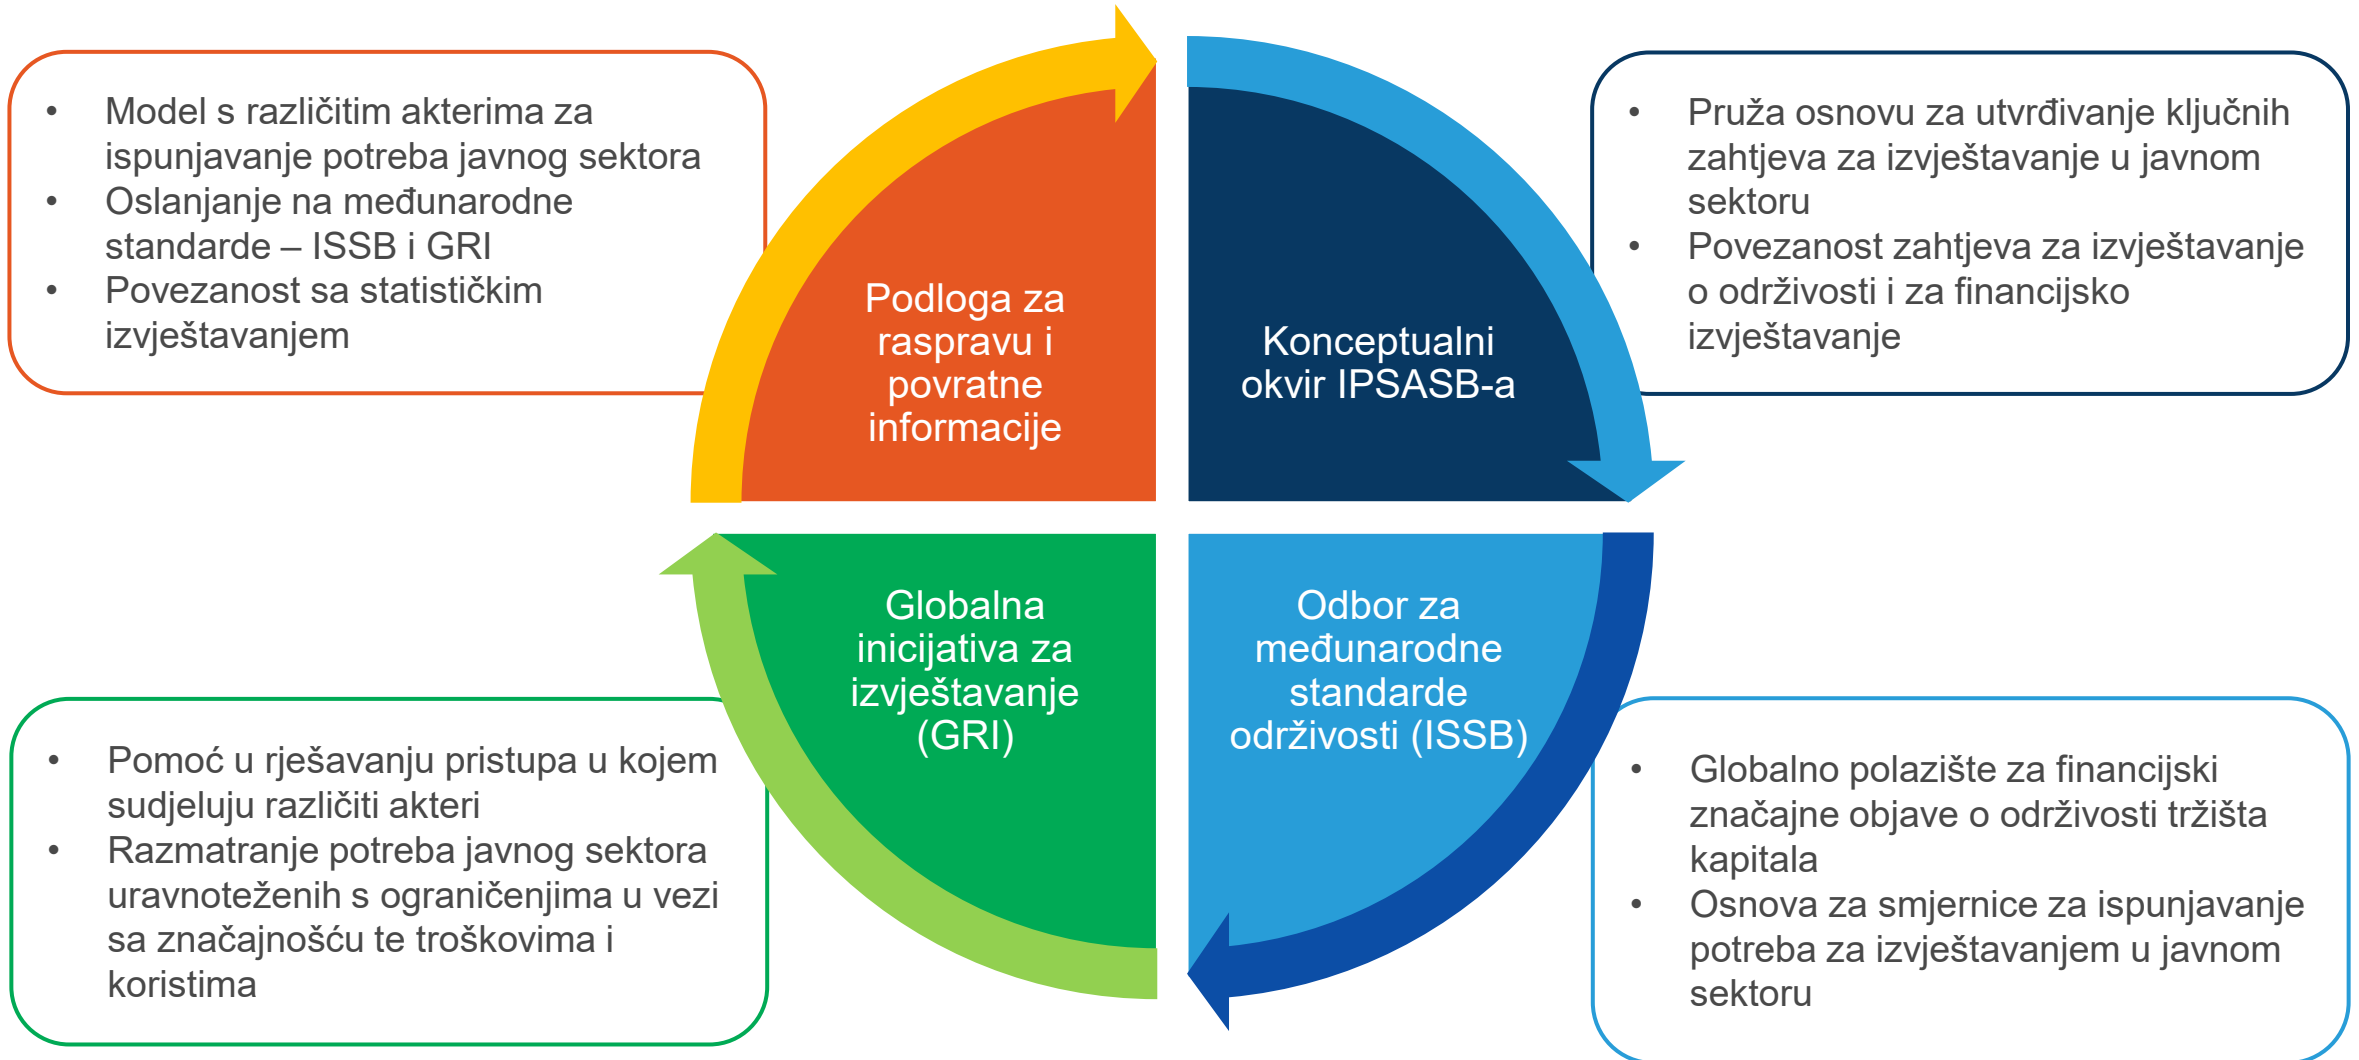 • Model s različitim akterima za
ispunjavanje potreba javnog sektora
• Oslanjanje na međunarodne
standarde – ISSB i GRI
• Povezanost sa statističkim
izvještavanjem
Podloga za
raspravu i
povratne
informacije
Konceptualni
okvir IPSASB-a
• Pruža osnovu za utvrđivanje ključnih
zahtjeva za izvještavanje u javnom
sektoru
• Povezanost zahtjeva za izvještavanje
o održivosti i za financijsko
izvještavanje
• Pomoć u rješavanju pristupa u kojem
sudjeluju različiti akteri
• Razmatranje potreba javnog sektora
uravnoteženih s ograničenjima u vezi
sa značajnošću te troškovima i
koristima
Globalna
inicijativa za
izvještavanje
(GRI)
Odbor za
međunarodne
standarde
održivosti (ISSB)
• Globalno polazište za financijski
značajne objave o održivosti tržišta
kapitala
• Osnova za smjernice za ispunjavanje
potreba za izvještavanjem u javnom
sektoru